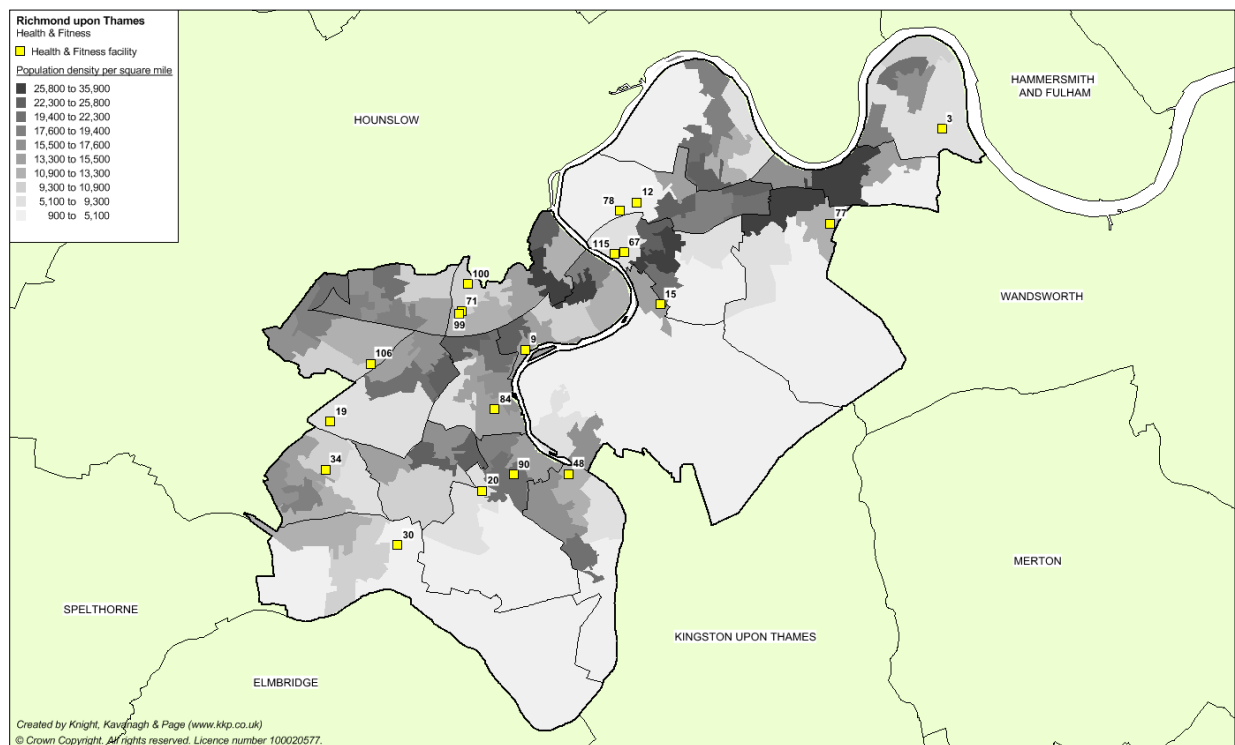 Richmond upon Thames
Health & Fitness
Health & Fitness facility
Population density per square mile
25,800 to 35,900
22,300 to 25,800
19,400 to 22,300
17,600 to 19,400
15,500 to 17,600
13,300 to 15,500
10,900 to 13,300
9,300 to 10,900
5,100 to 9,300
900 to 5,100
HAMMERSMITH
AND FULHAM
HOUNSLOW
3
12
78
77
115
67
100
WANDSWORTH
15
71
99
9
106
84
19
34
90
48
20
30
MERTON
SPELTHORNE
KINGSTON UPON THAMES
ELMBRIDGE
Created by Knight, Kavanagh & Page (www.kkp.co.uk)
© Crown Copyright. All rights reserved. Licence number 100020577.